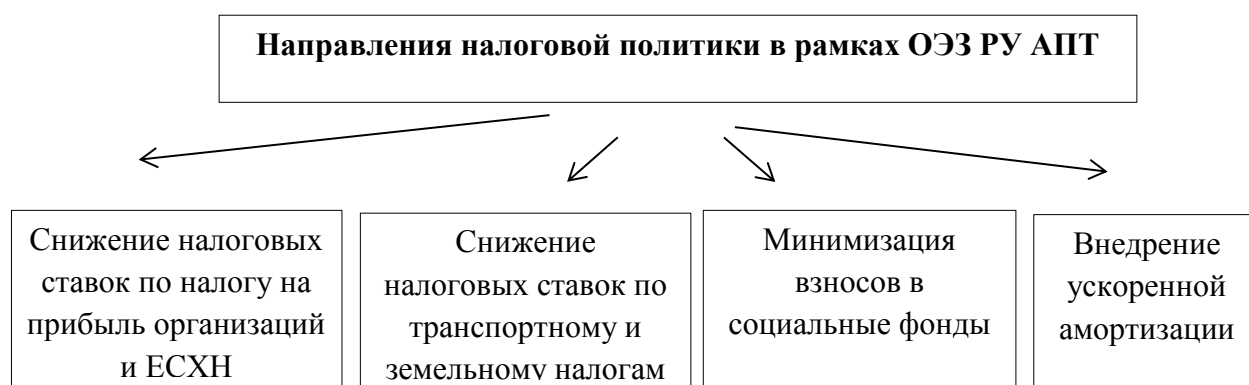 Направления налоговой политики в рамках ОЭЗ РУ АПТ
Снижение налоговых
ставок по налогу на
прибыль организаций
и ЕСХН
Снижение
налоговых ставок по
транспортному и
земельному налогам
Минимизация
взносов в
социальные фонды
Внедрение
ускоренной
амортизации